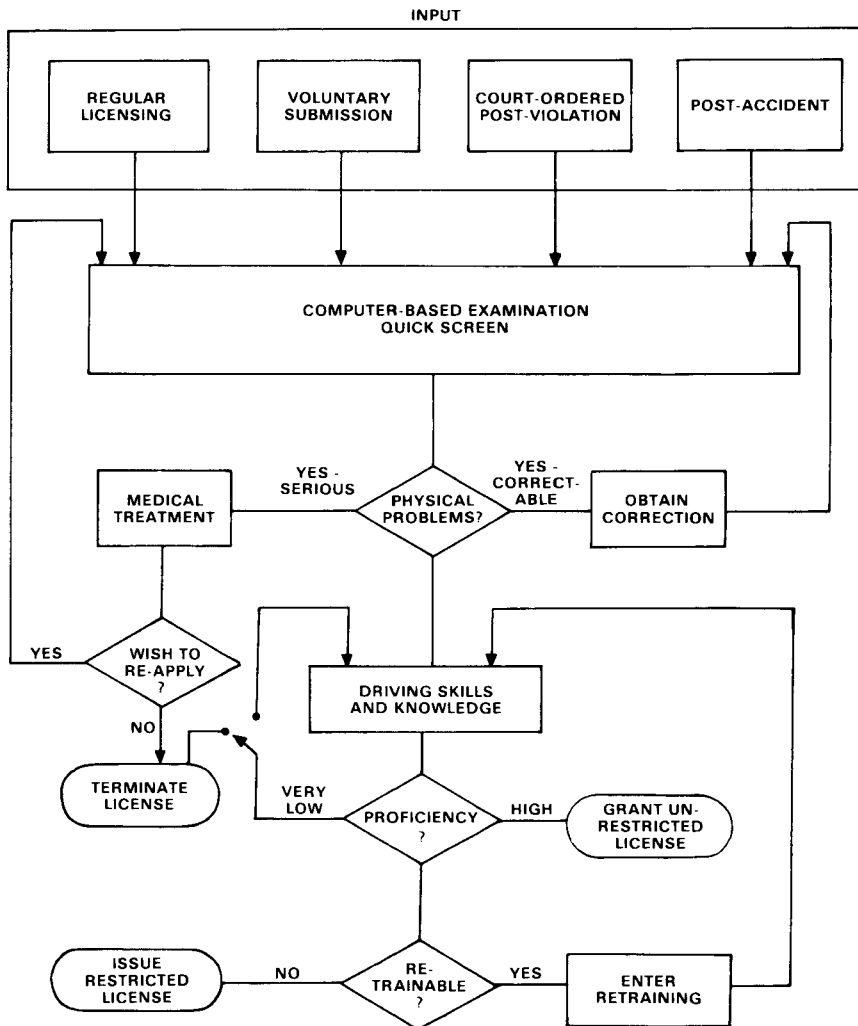 INPUT
REGULAR
LICENSING
VOLUNTARY
SUBMISSION
COURT-ORDERED
POST-VIOLATION
POST-ACCIDENT
COMPUTER-BASED EXAMINATION
QUICK SCREEN
YES -
SERIOUS
YES -
CORRECT-
ABLE
MEDICAL
TREATMENT
PHYSICAL
PROBLEMS?
OBTAIN
CORRECTION
YES
WISH TO
RE-APPLY
?
NO
DRIVING SKILLS
AND KNOWLEDGE
TERMINATE
LICENSE
VERY
LOW
PROFICIENCY
?
HIGH
GRANT UN-
RESTRICTED
LICENSE
ISSUE
RESTRICTED
LICENSE
NO
RE-
TRAINABLE
?
YES
ENTER
RETRAINING